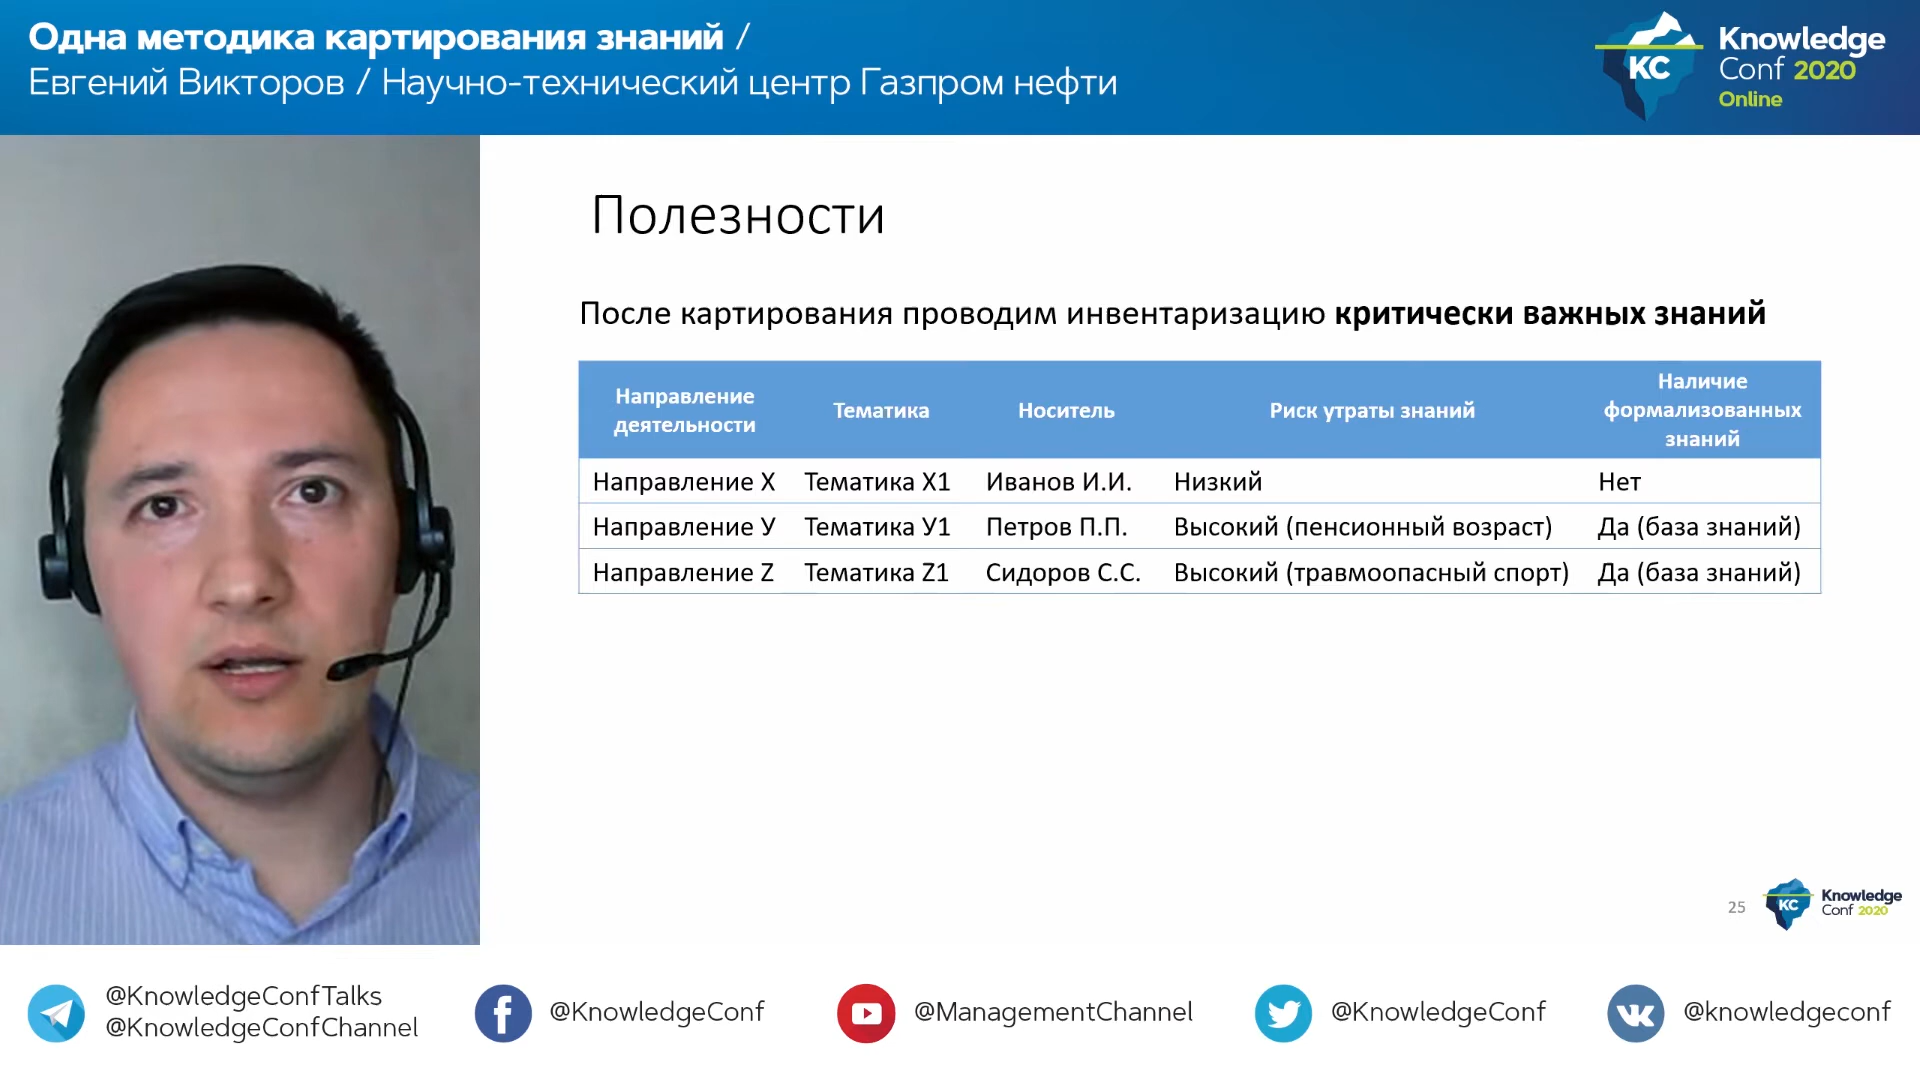 Одна методика картирования знаний /
Евгений Викторов / Научно-технический центр Газпром нефти
KC
Knowledge
Conf 2020
Online
Полезности
После картирования проводим инвентаризацию критически важных знаний
Направление деятельности Тематика Носитель Риск утраты знаний Наличие формализованных знаний
Направление X Тематика X1 Иванов И.И. Низкий Нет
Направление У Тематика У1 Петров П.П. Высокий (пенсионный возраст) Да (база знаний)
Направление Z Тематика Z1 Сидоров С.С. Высокий (травмоопасный спорт) Да (база знаний)
25
KC
Knowledge
Conf 2020
@KnowledgeConfTalks
@KnowledgeConfChannel
@KnowledgeConf
@ManagementChannel
@KnowledgeConf
@knowledgeconf